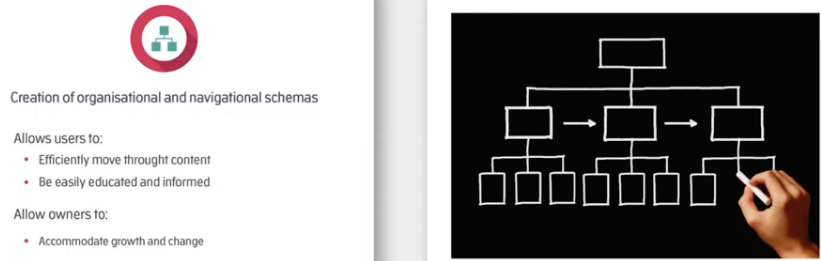 Creation of organisational and navigational schemas
Allows users to:
• Efficiently move throught content
• Be easily educated and informed
Allow owners to:
• Accommodate growth and change